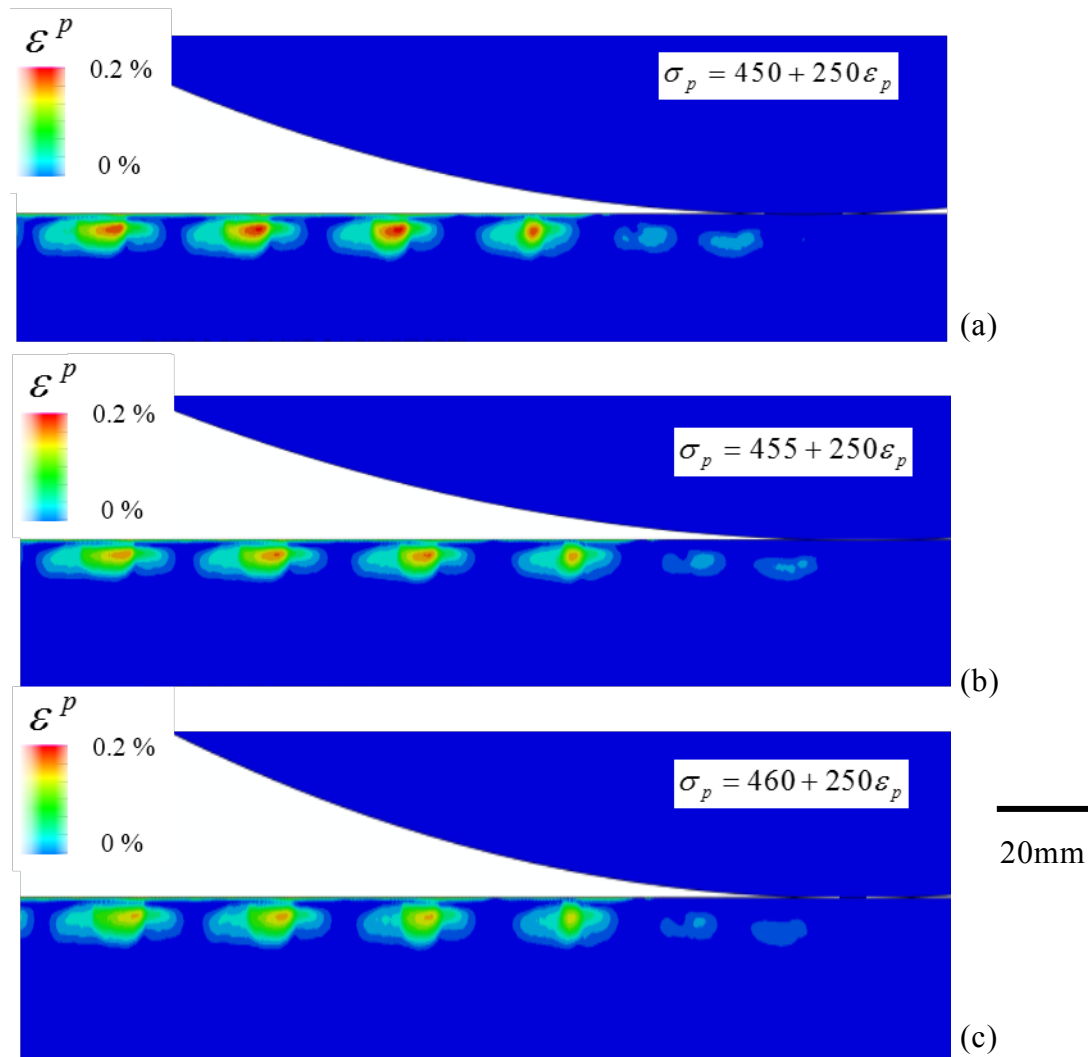 ε^p
0.2 %
0 %
σ_p = 450 + 250ε_p
(a)
ε^p
0.2 %
0 %
σ_p = 455 + 250ε_p
(b)
ε^p
0.2 %
0 %
σ_p = 460 + 250ε_p
20mm
(c)